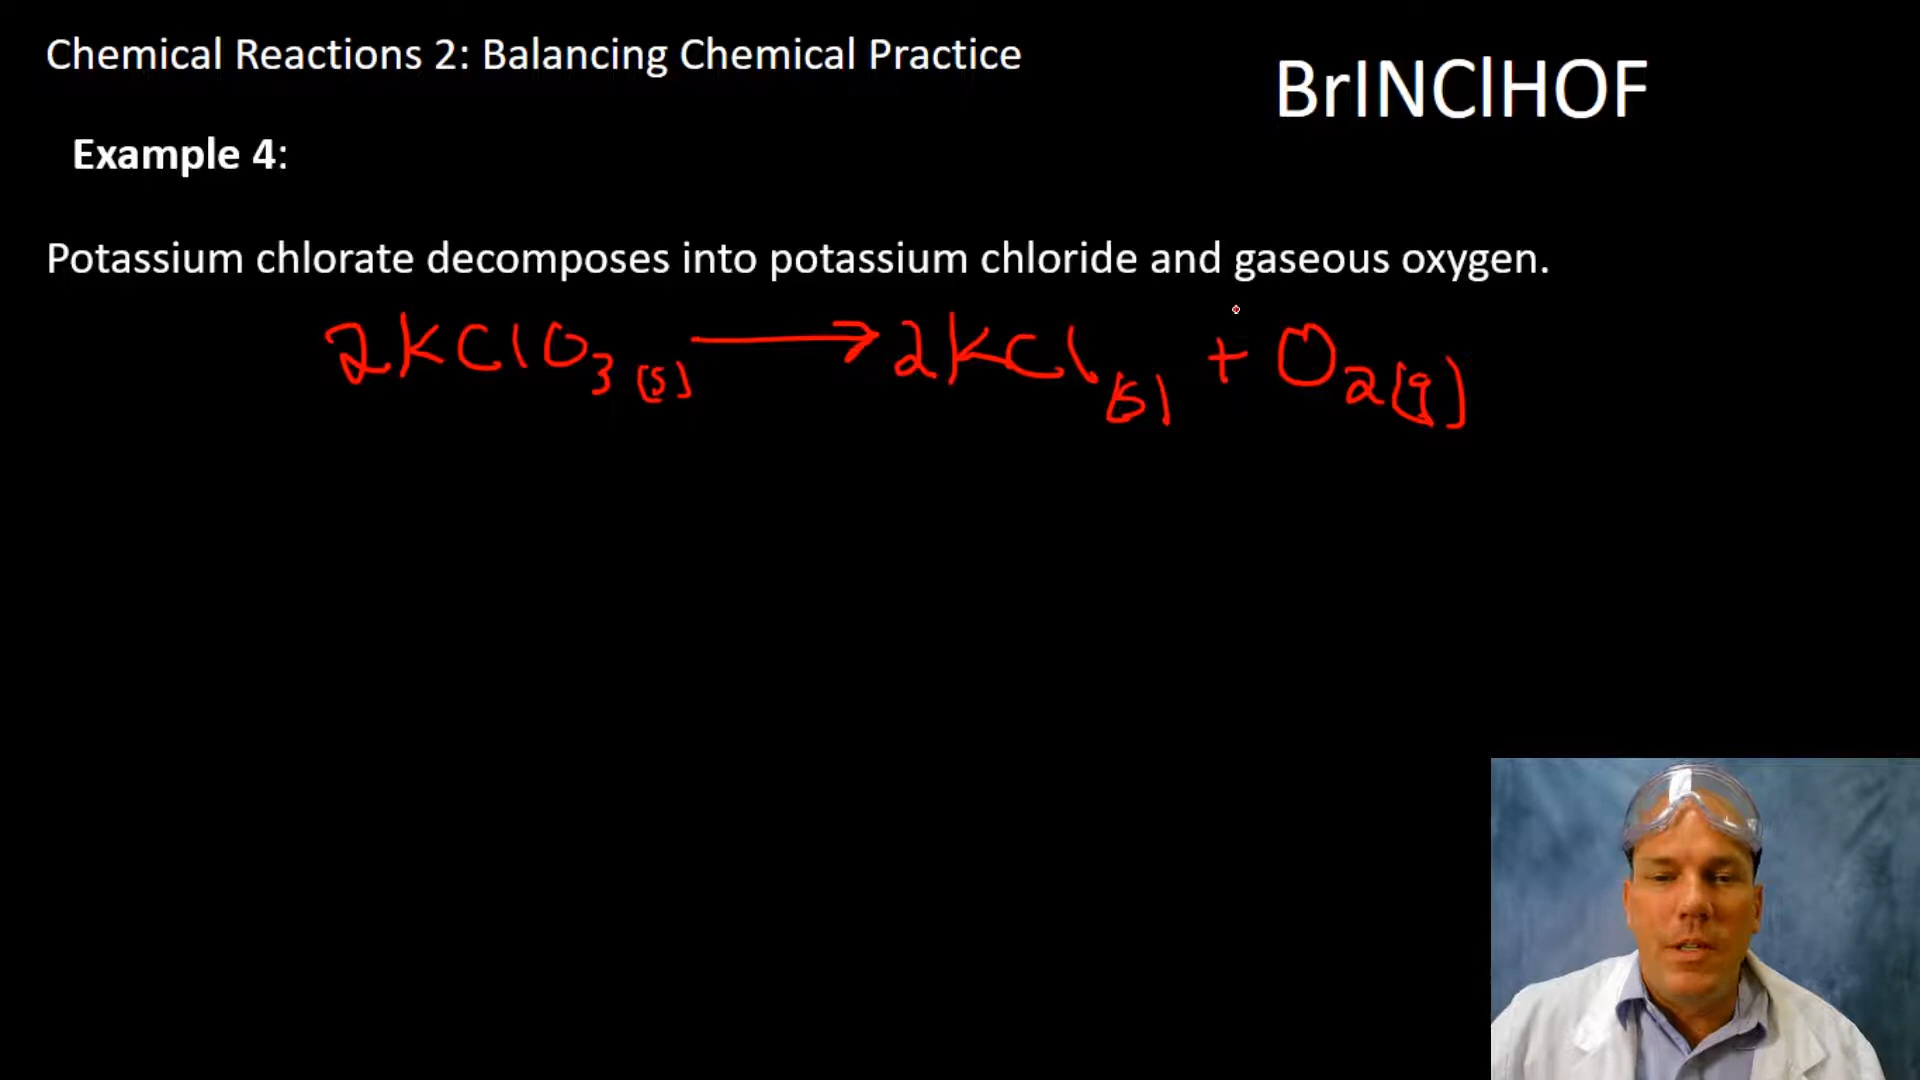 Chemical Reactions 2: Balancing Chemical Practice
BrINClHOF
Example 4:
Potassium chlorate decomposes into potassium chloride and gaseous oxygen.
2KClO₃(s) ⟶ 2KCl(s) + O₂(g)